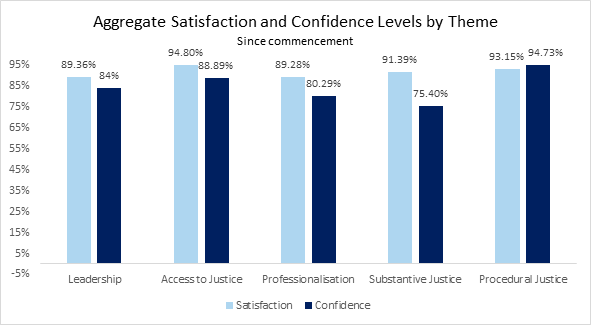 Aggregate Satisfaction and Confidence Levels by Theme
Since commencement
95%
85%
75%
65%
55%
45%
35%
25%
15%
5%
-5%
89.36%
84%
94.80%
88.89%
89.28%
80.29%
91.39%
75.40%
93.15%
94.73%
Leadership
Access to Justice
Professionalisation
Substantive Justice
Procedural Justice
Satisfaction
Confidence